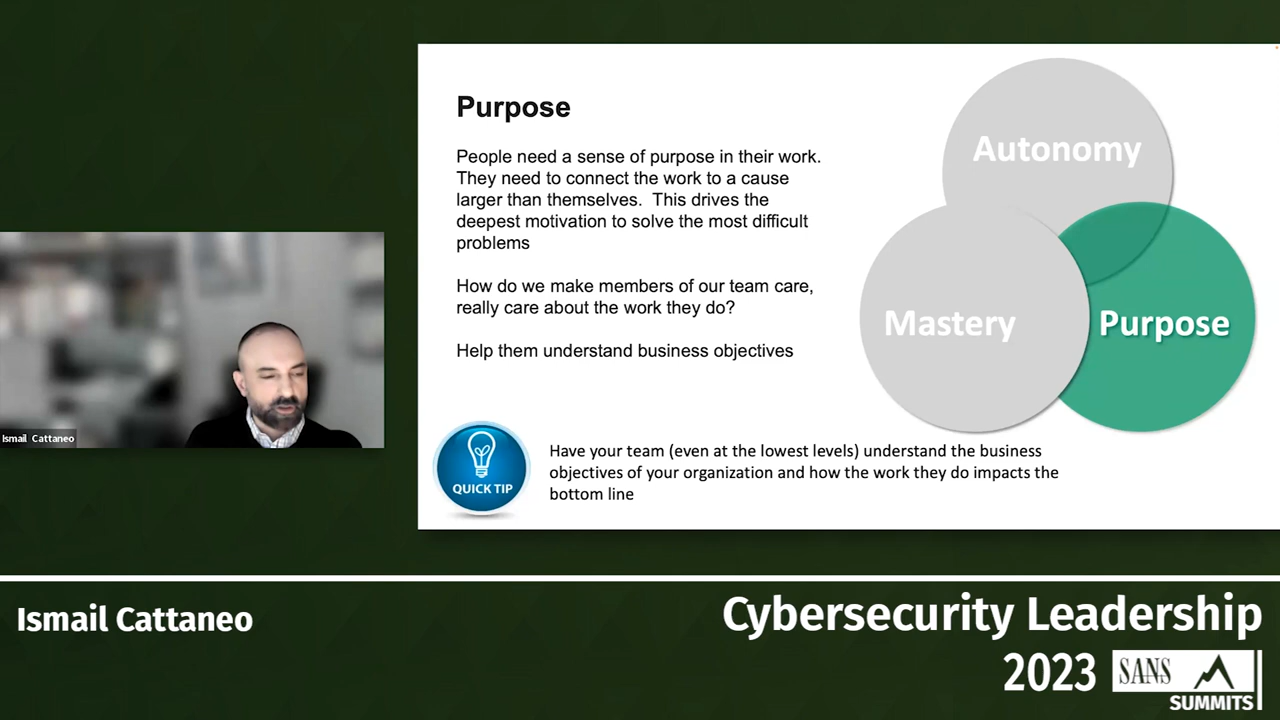 Purpose
People need a sense of purpose in their work.
They need to connect the work to a cause
larger than themselves.  This drives the
deepest motivation to solve the most difficult
problems
How do we make members of our team care,
really care about the work they do?
Help them understand business objectives
Autonomy
Mastery
Purpose
QUICK TIP
Have your team (even at the lowest levels) understand the business
objectives of your organization and how the work they do impacts the
bottom line
Ismail Cattaneo
Ismail Cattaneo
Cybersecurity Leadership
2023
SANS
SUMMITS